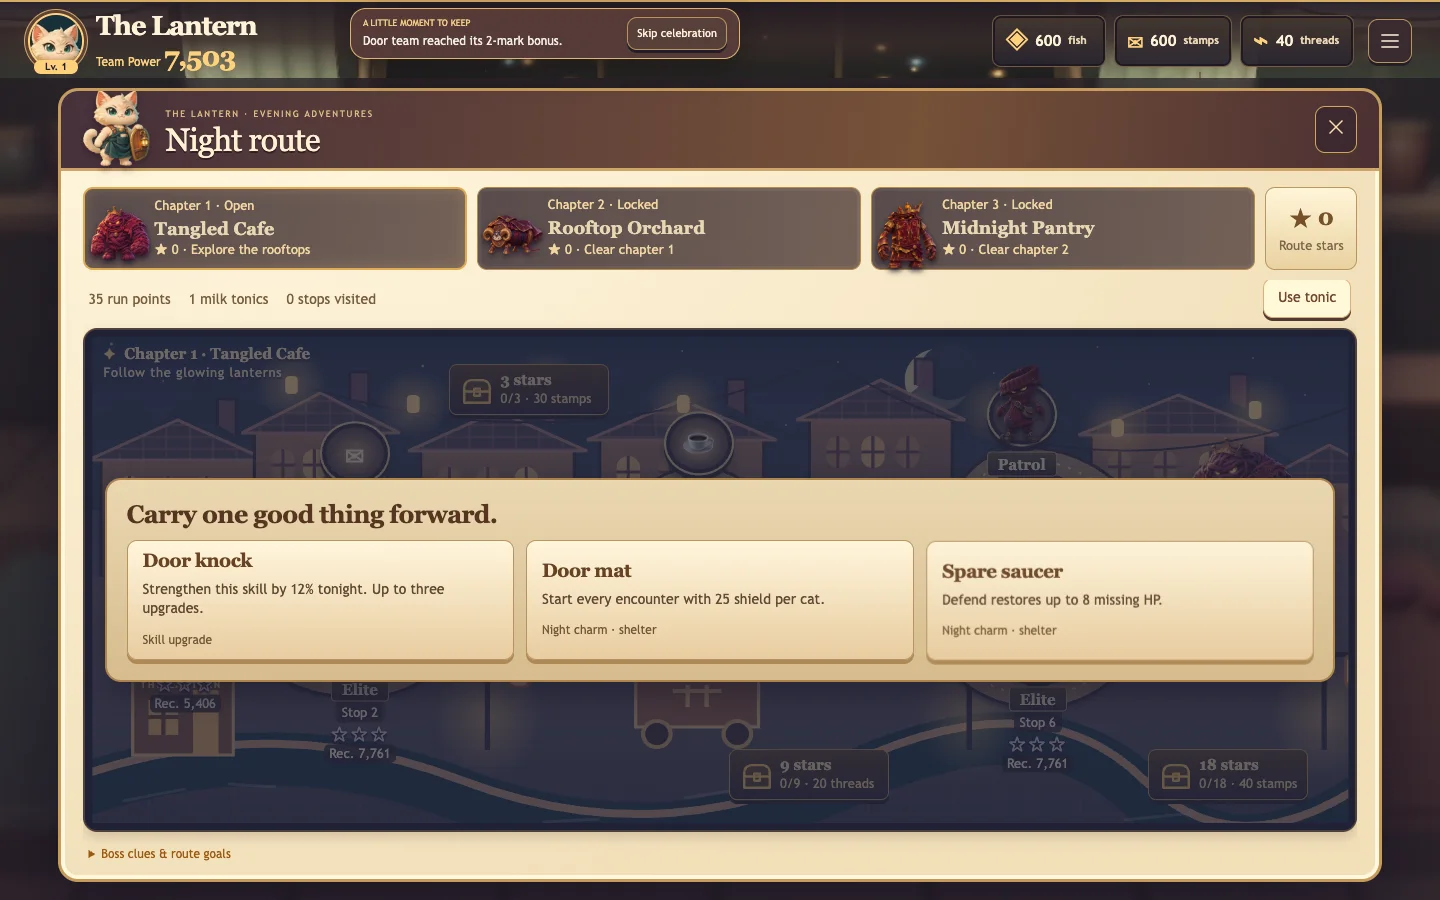 The Lantern
Lv. 1
Team Power 7,503
A LITTLE MOMENT TO KEEP
Door team reached its 2-mark bonus.
Skip celebration
600 fish
600 stamps
40 threads
THE LANTERN · EVENING ADVENTURES
Night route
Chapter 1 · Open
Tangled Cafe
★ 0 · Explore the rooftops
Chapter 2 · Locked
Rooftop Orchard
★ 0 · Clear chapter 1
Chapter 3 · Locked
Midnight Pantry
★ 0 · Clear chapter 2
★ 0
Route stars
35 run points
1 milk tonics
0 stops visited
Use tonic
Chapter 1 · Tangled Cafe
Follow the glowing lanterns
3 stars
0/3 · 30 stamps
Patrol
Carry one good thing forward.
Door knock
Strengthen this skill by 12% tonight. Up to three
upgrades.
Skill upgrade
Door mat
Start every encounter with 25 shield per cat.
Night charm · shelter
Spare saucer
Defend restores up to 8 missing HP.
Night charm · shelter
Rec. 5,406
Elite
Stop 2
Rec. 7,761
Elite
Stop 6
Rec. 7,761
9 stars
0/9 · 20 threads
18 stars
0/18 · 40 stamps
Boss clues & route goals